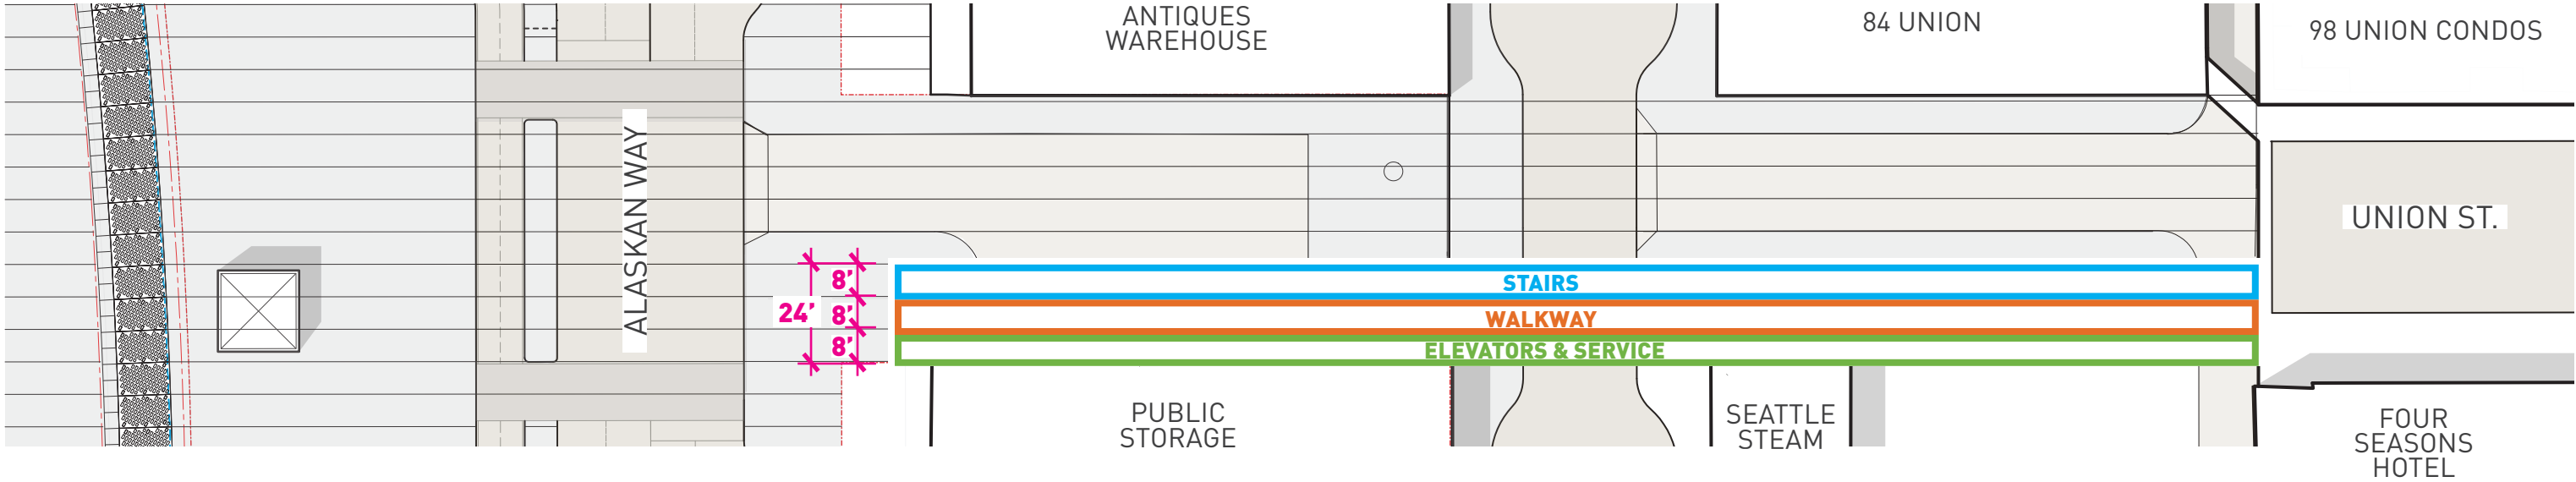 ANTIQUES
WAREHOUSE
84 UNION
98 UNION CONDOS
ALASKAN WAY
UNION ST.
8’
STAIRS
24’
8’
WALKWAY
8’
ELEVATORS & SERVICE
PUBLIC
STORAGE
SEATTLE
STEAM
FOUR
SEASONS
HOTEL